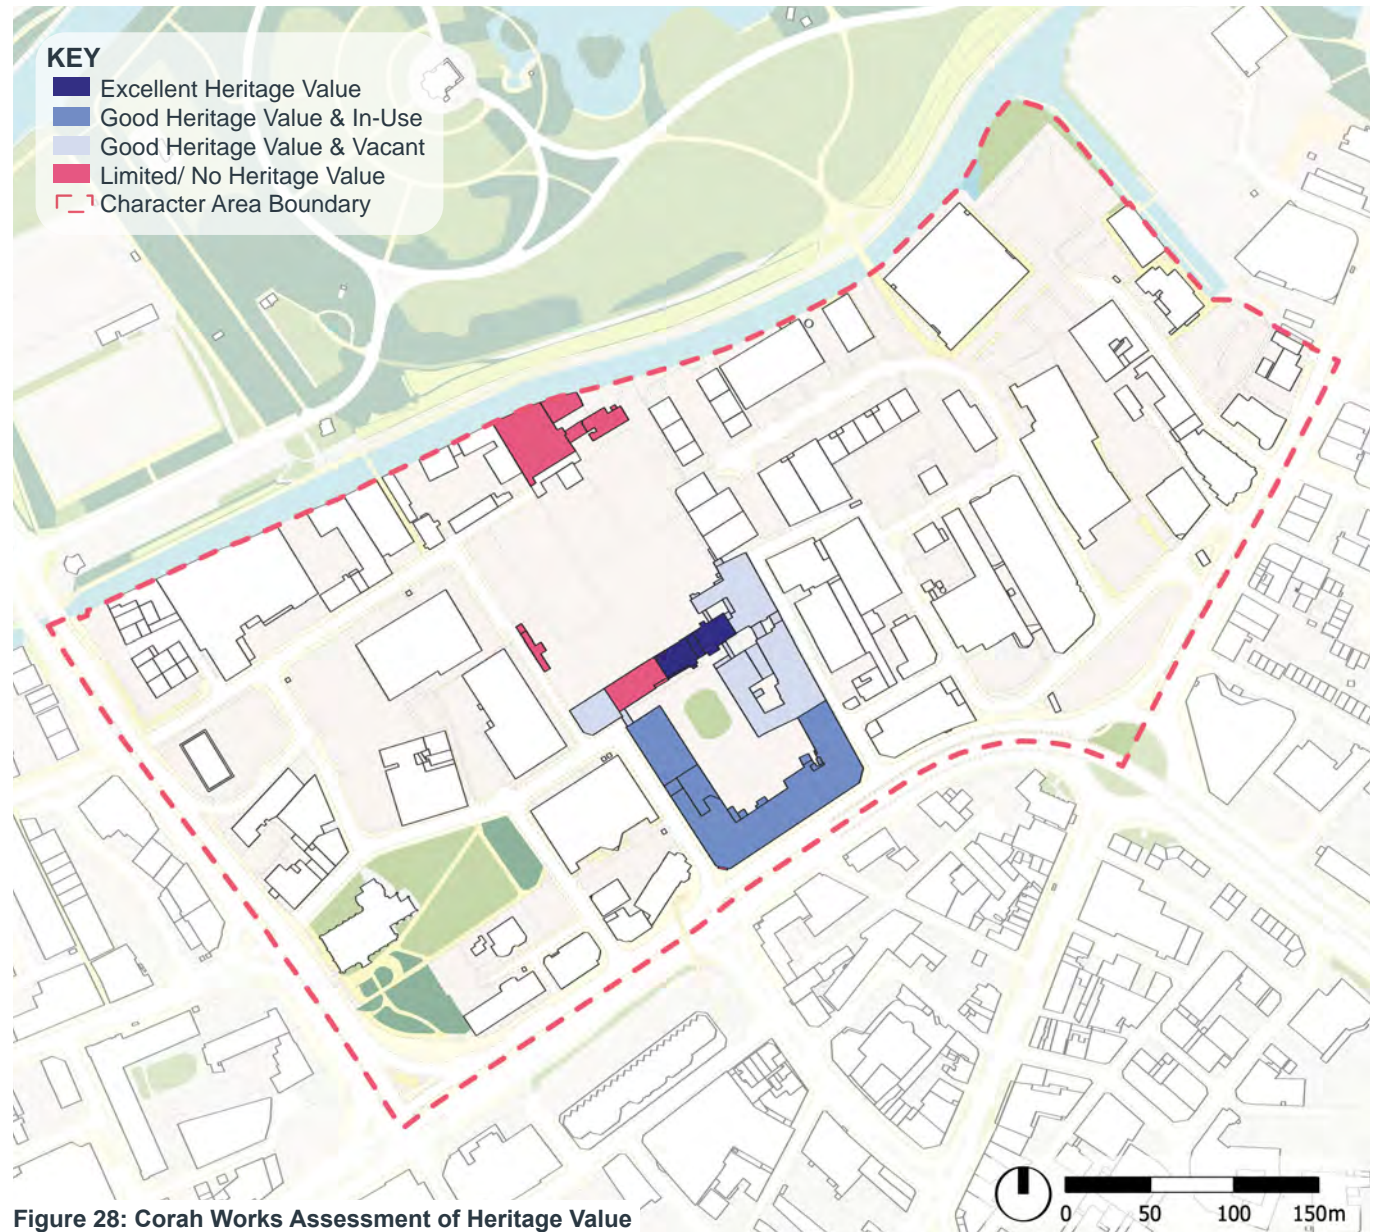 KEY
Excellent Heritage Value
Good Heritage Value & In-Use
Good Heritage Value & Vacant
Limited/ No Heritage Value
Character Area Boundary
0 50 100 150m
Figure 28: Corah Works Assessment of Heritage Value